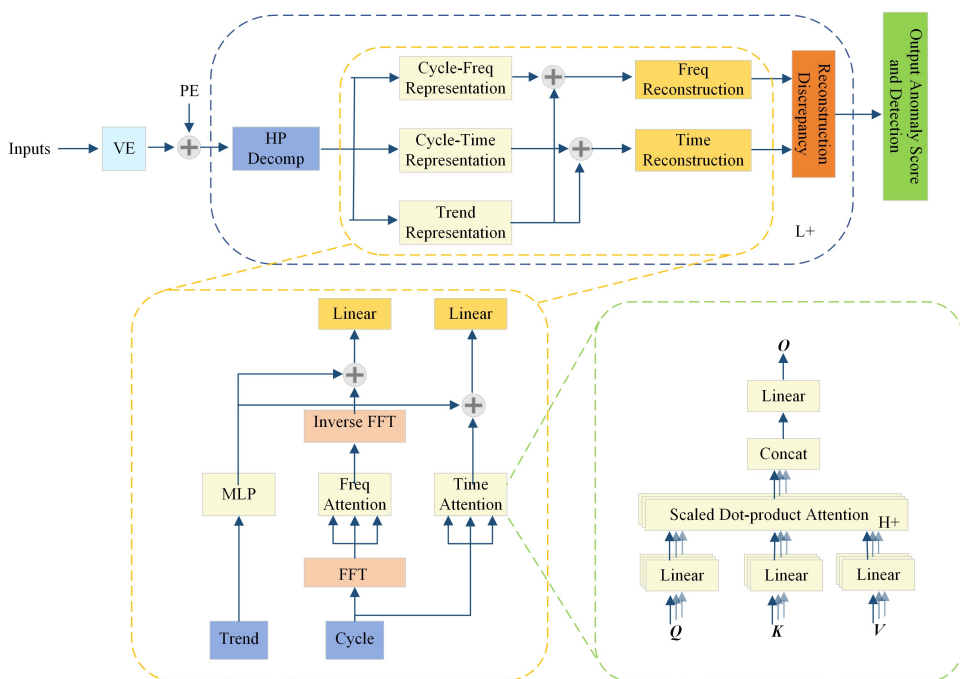 Inputs
VE
PE
HP
Decomp
Cycle-Freq
Representation
Cycle-Time
Representation
Trend
Representation
Freq
Reconstruction
Time
Reconstruction
Reconstruction
Discrepancy
Output Anomaly Score
and Detection
L+
Linear
Linear
Inverse FFT
MLP
Freq
Attention
Time
Attention
FFT
Trend
Cycle
O
Linear
Concat
Scaled Dot-product Attention
H+
Linear
Linear
Linear
Q
K
V